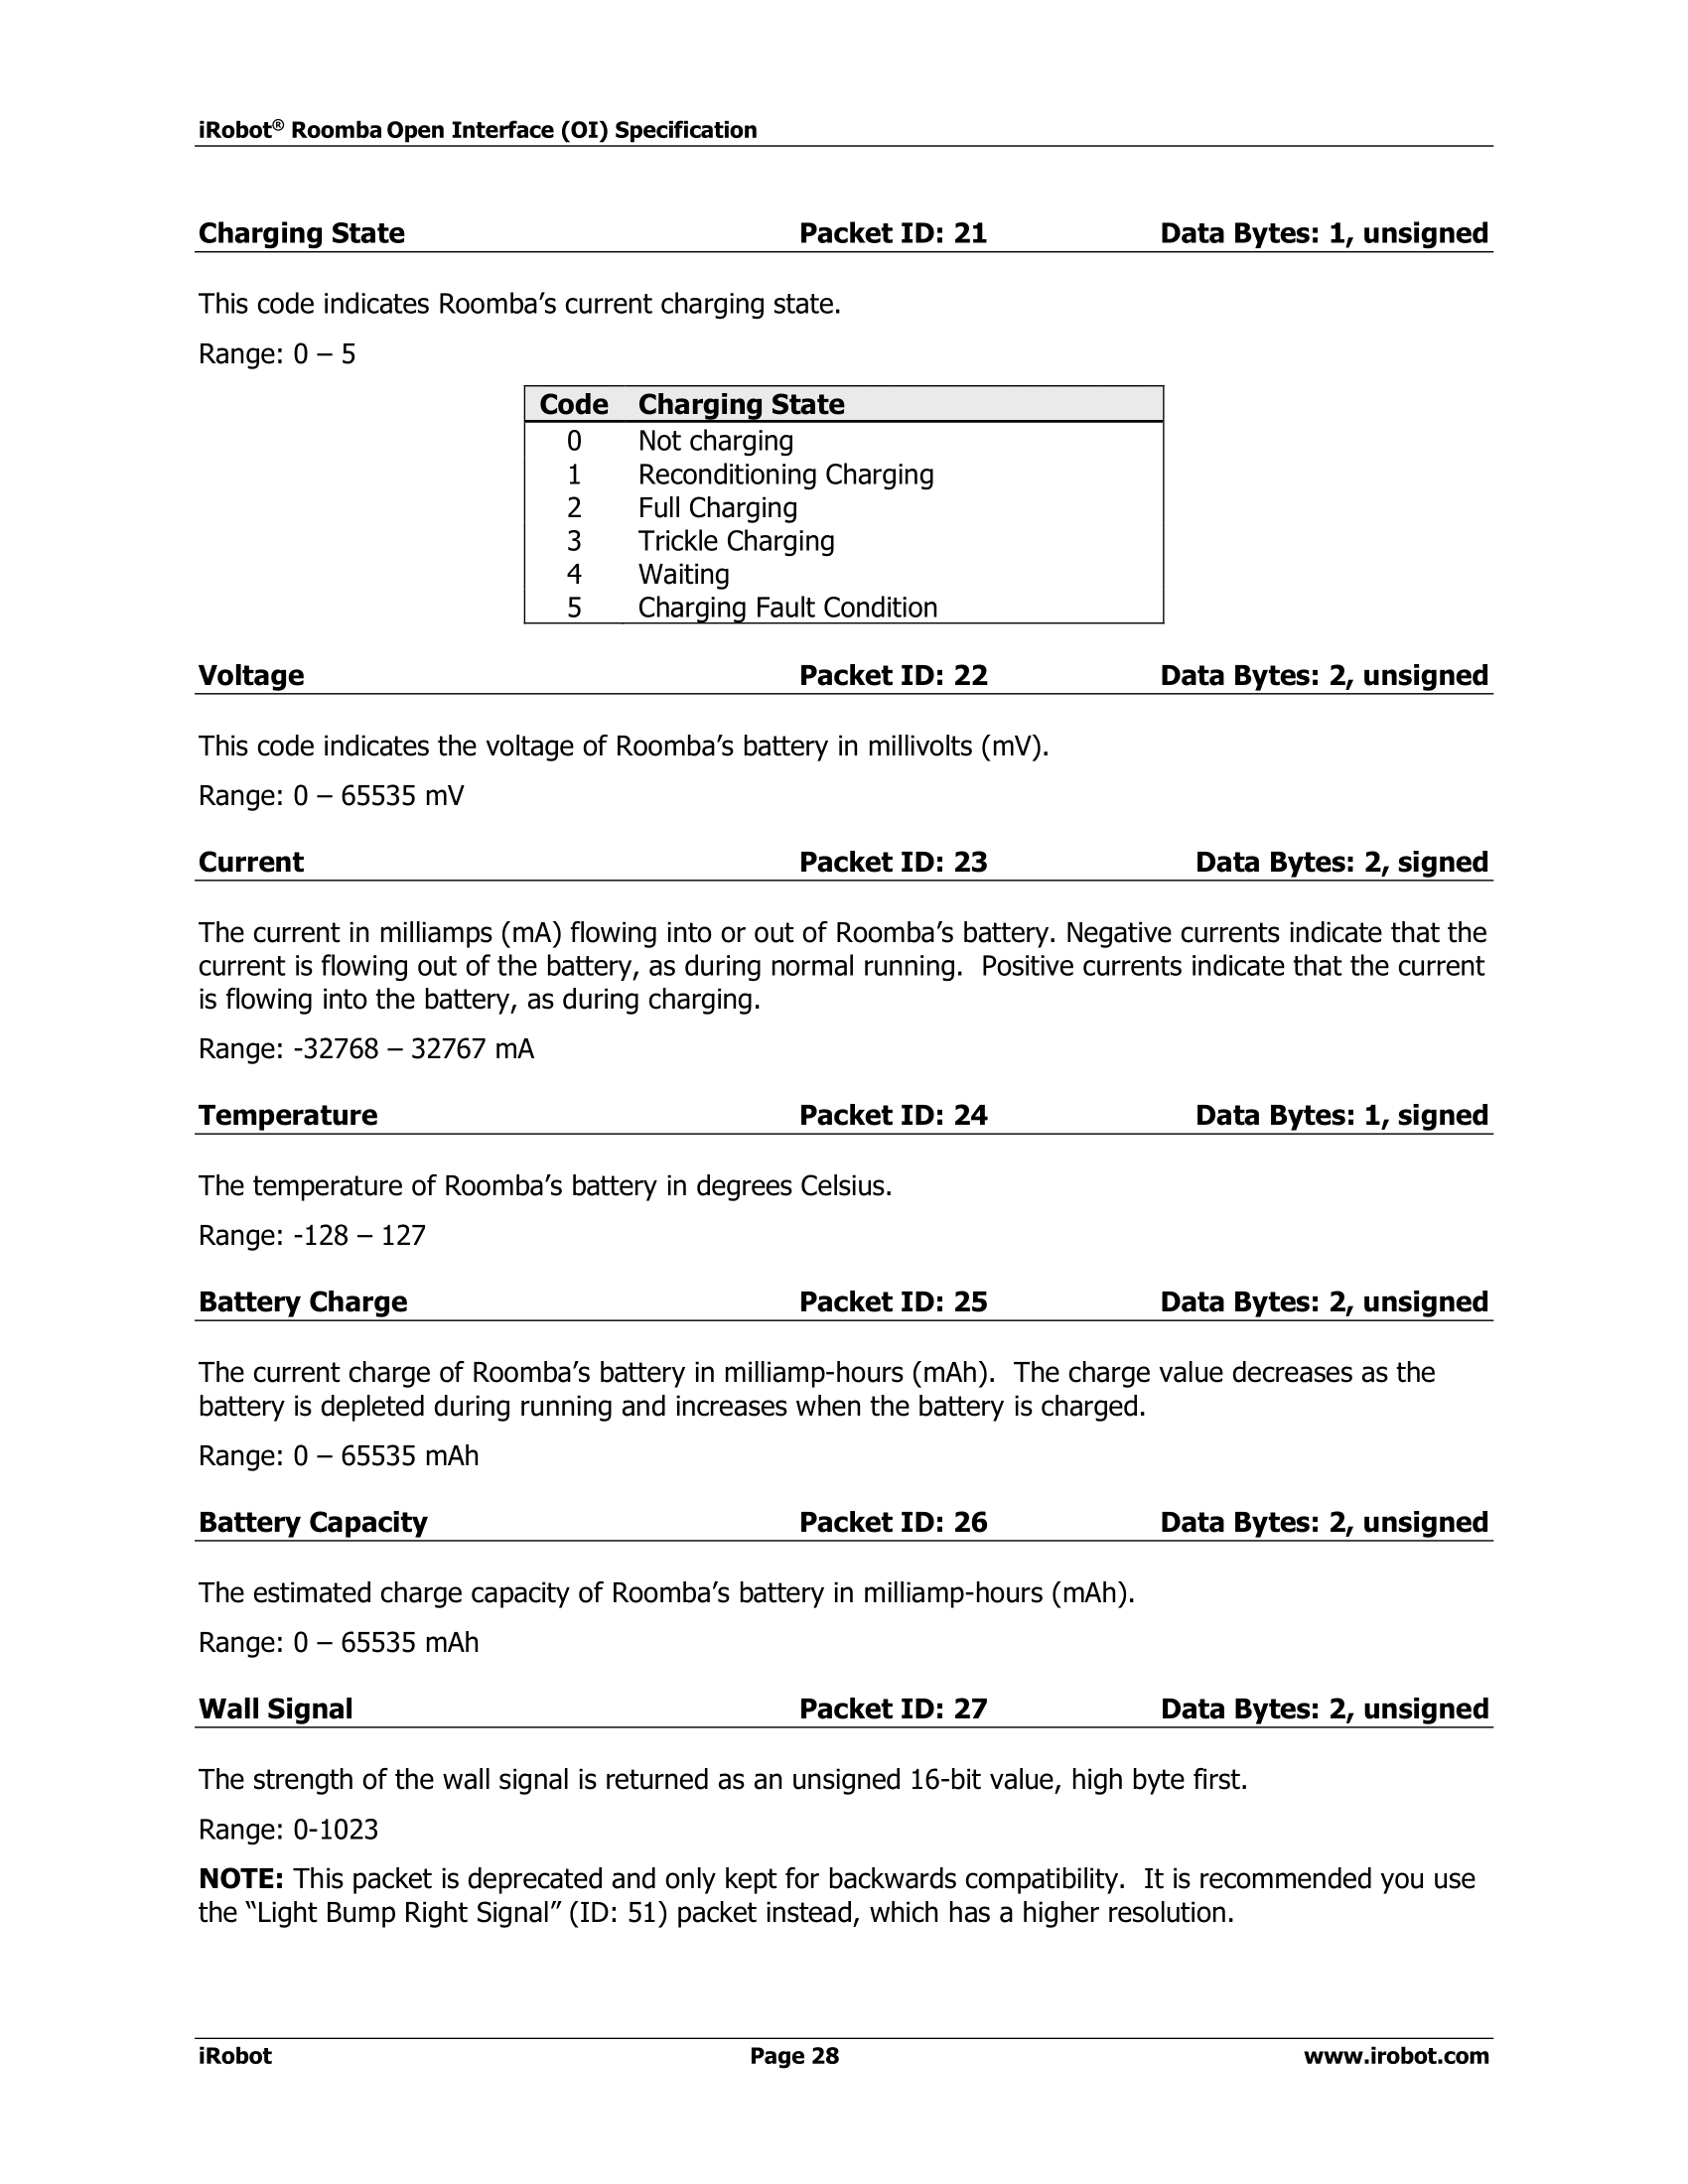 iRobot® Roomba Open Interface (OI) Specification
Charging State Packet ID: 21 Data Bytes: 1, unsigned
This code indicates Roomba’s current charging state.
Range: 0 – 5
Code Charging State
0 Not charging
1 Reconditioning Charging
2 Full Charging
3 Trickle Charging
4 Waiting
5 Charging Fault Condition
Voltage Packet ID: 22 Data Bytes: 2, unsigned
This code indicates the voltage of Roomba’s battery in millivolts (mV).
Range: 0 – 65535 mV
Current Packet ID: 23 Data Bytes: 2, signed
The current in milliamps (mA) flowing into or out of Roomba’s battery. Negative currents indicate that the
current is flowing out of the battery, as during normal running.  Positive currents indicate that the current
is flowing into the battery, as during charging.
Range: -32768 – 32767 mA
Temperature Packet ID: 24 Data Bytes: 1, signed
The temperature of Roomba’s battery in degrees Celsius.
Range: -128 – 127
Battery Charge Packet ID: 25 Data Bytes: 2, unsigned
The current charge of Roomba’s battery in milliamp-hours (mAh).  The charge value decreases as the
battery is depleted during running and increases when the battery is charged.
Range: 0 – 65535 mAh
Battery Capacity Packet ID: 26 Data Bytes: 2, unsigned
The estimated charge capacity of Roomba’s battery in milliamp-hours (mAh).
Range: 0 – 65535 mAh
Wall Signal Packet ID: 27 Data Bytes: 2, unsigned
The strength of the wall signal is returned as an unsigned 16-bit value, high byte first.
Range: 0-1023
NOTE: This packet is deprecated and only kept for backwards compatibility.  It is recommended you use
the “Light Bump Right Signal” (ID: 51) packet instead, which has a higher resolution.
iRobot Page 28 www.irobot.com